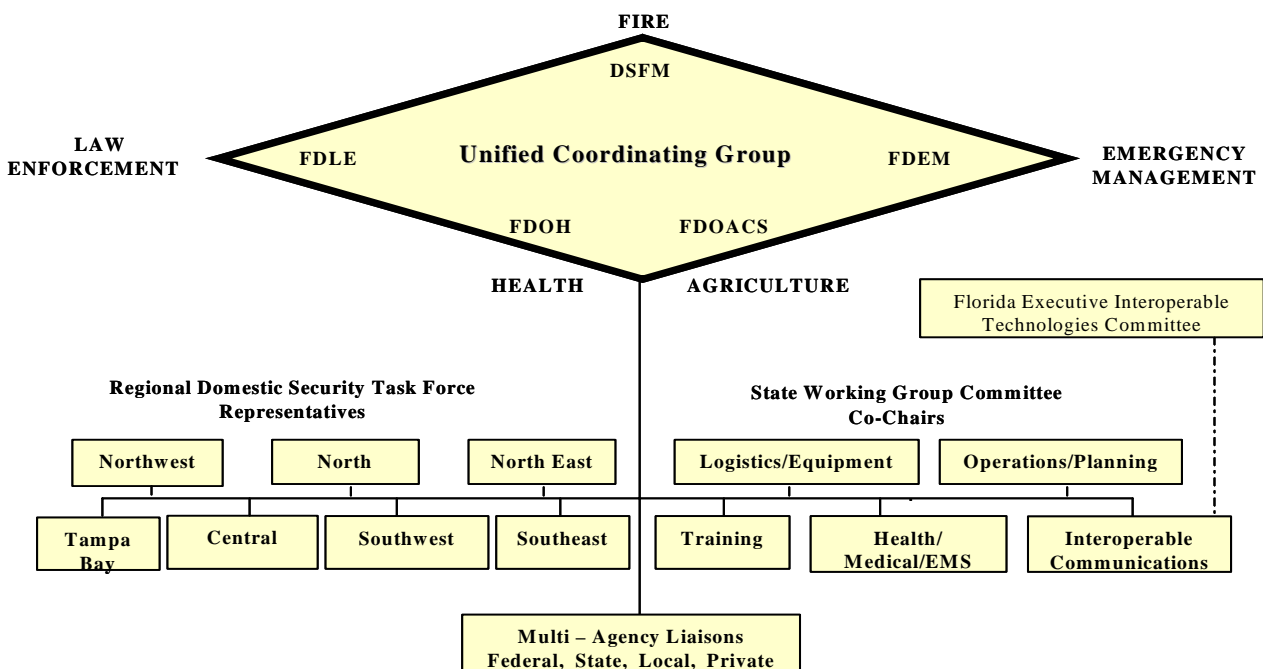 FIRE
DSFM
LAW
ENFORCEMENT
FDLE
Unified Coordinating Group
FDEM
EMERGENCY
MANAGEMENT
FDOH
FDOACS
HEALTH
AGRICULTURE
Florida Executive Interoperable
Technologies Committee
Regional Domestic Security Task Force
Representatives
State Working Group Committee
Co-Chairs
Northwest
North
North East
Logistics/Equipment
Operations/Planning
Tampa
Bay
Central
Southwest
Southeast
Training
Health/
Medical/EMS
Interoperable
Communications
Multi – Agency Liaisons
Federal, State, Local, Private